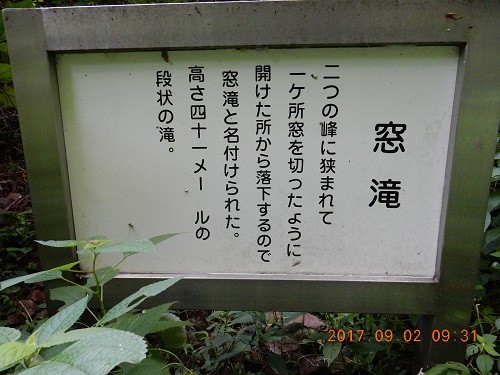 窓滝
二つの峰に狭まれて
一ケ所窓を切ったように
開けた所から落下するので
窓滝と名付けられた。
高さ四十一メールの
段状の滝。
2017.09.02 09:31